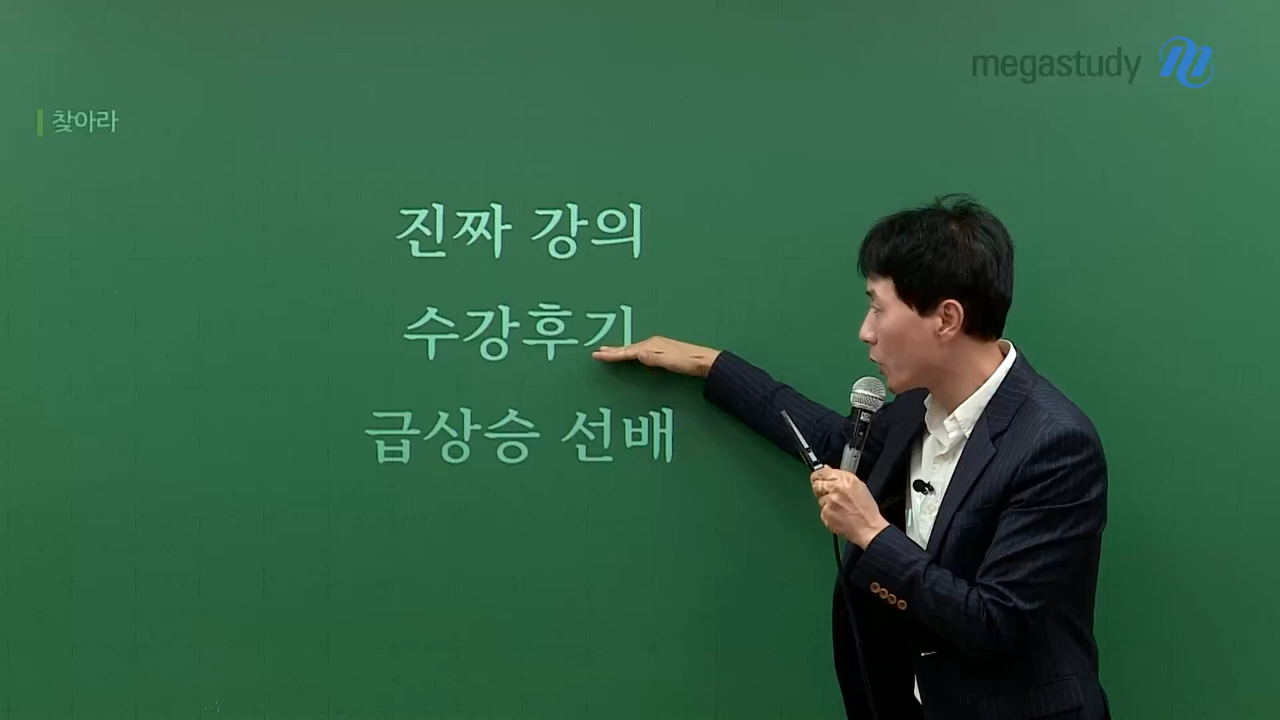 megastudy
찾아라
진짜 강의
수강후기
급상승 선배